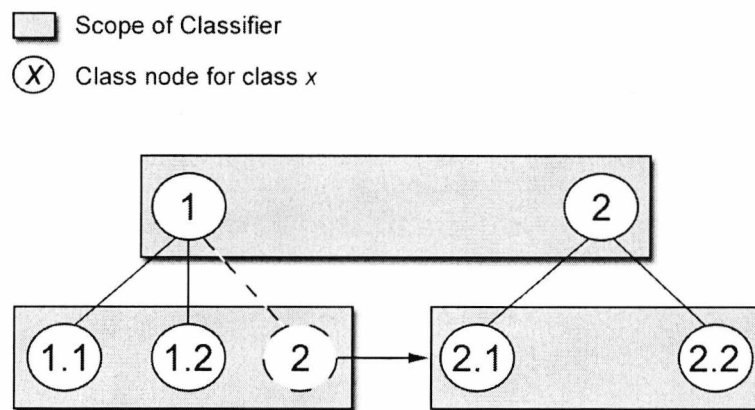 Scope of Classifier
X Class node for class x
1 2
1.1 1.2 2 2.1 2.2